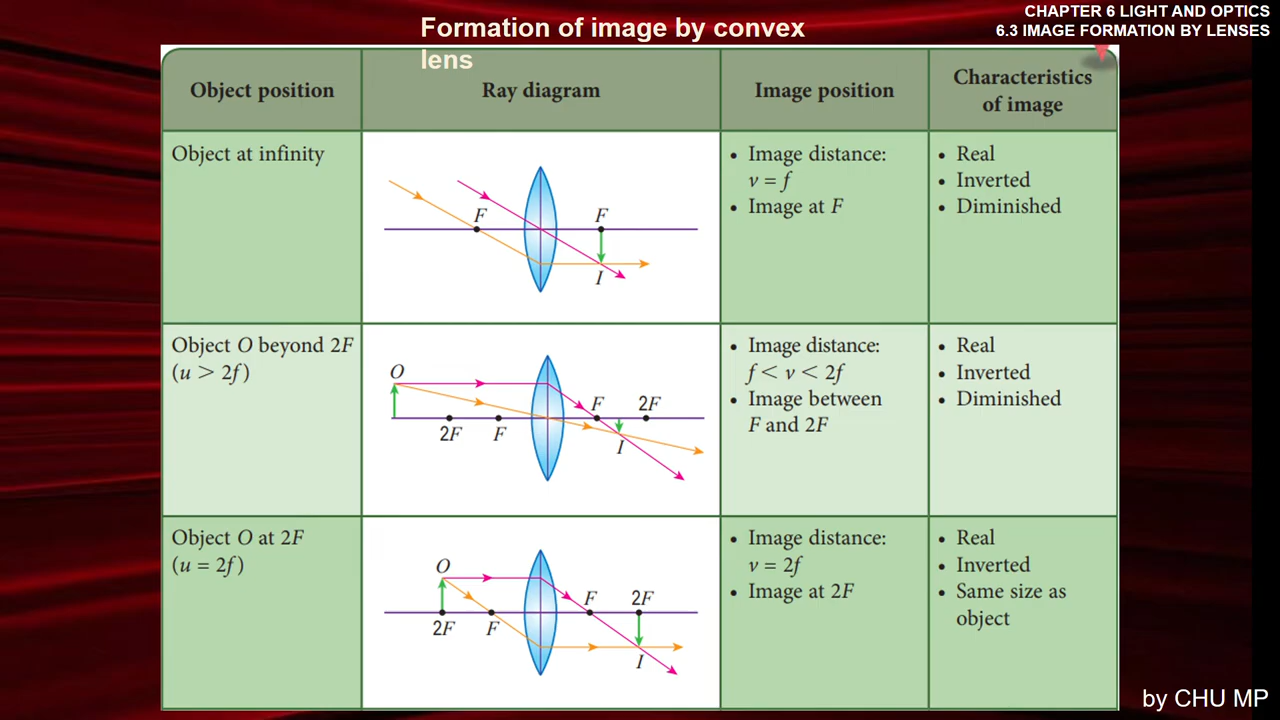 Formation of image by convex
lens
CHAPTER 6 LIGHT AND OPTICS
6.3 IMAGE FORMATION BY LENSES
Object position
Ray diagram
Image position
Characteristics
of image
Object at infinity
F
F
I
• Image distance:
v = f
• Image at F
• Real
• Inverted
• Diminished
Object O beyond 2F
(u > 2f)
O
2F
F
F
2F
I
• Image distance:
f < v < 2f
• Image between
F and 2F
• Real
• Inverted
• Diminished
Object O at 2F
(u = 2f)
O
2F
F
F
2F
I
• Image distance:
v = 2f
• Image at 2F
• Real
• Inverted
• Same size as
object
by CHU MP